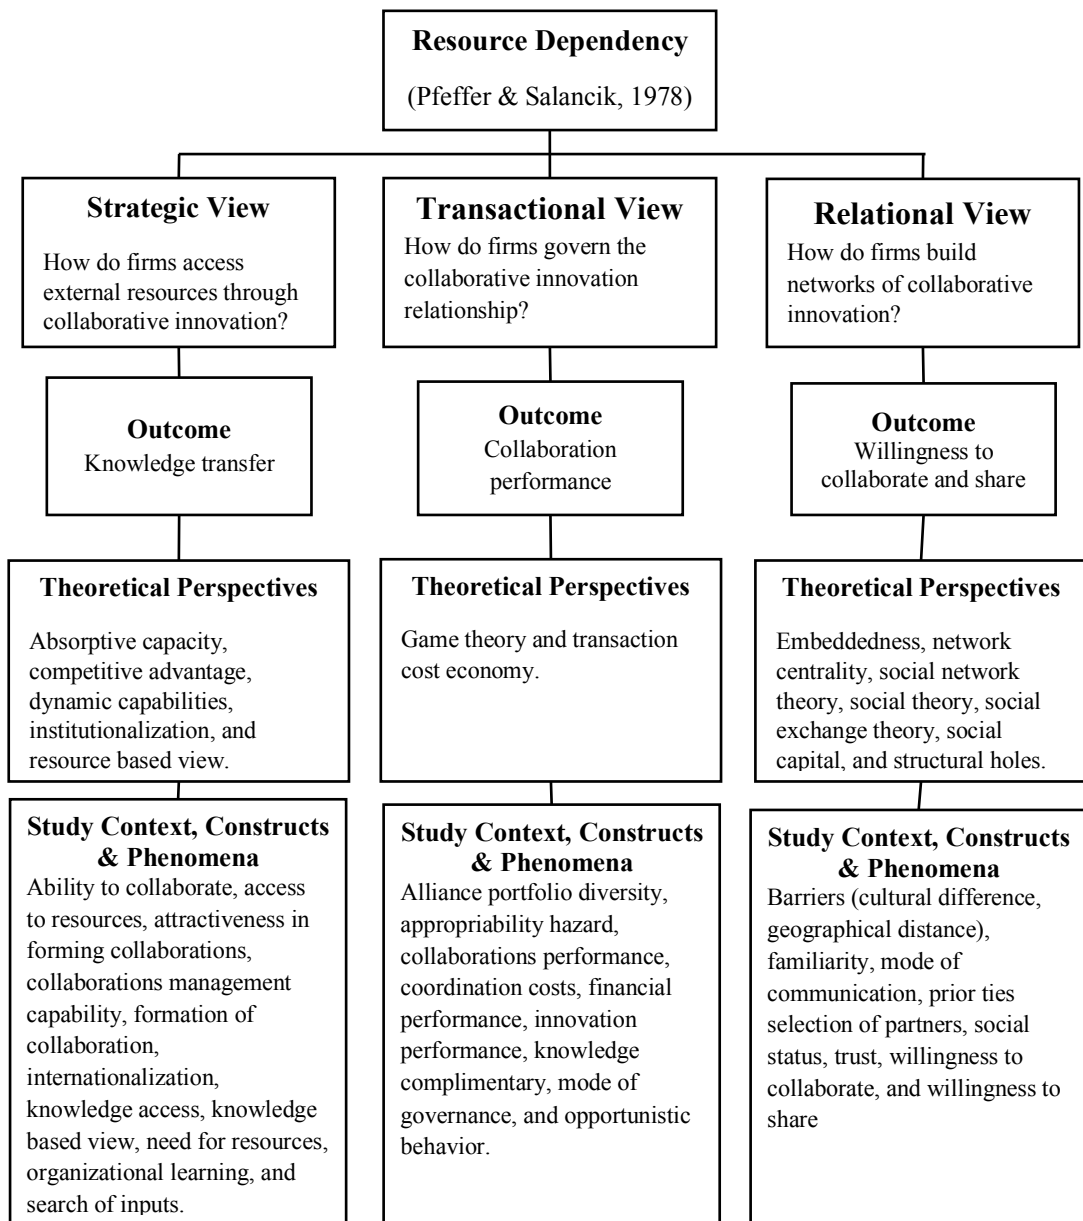 Resource Dependency
(Pfeffer & Salancik, 1978)
Strategic View
How do firms access
external resources through
collaborative innovation?
Outcome
Knowledge transfer
Theoretical Perspectives
Absorptive capacity,
competitive advantage,
dynamic capabilities,
institutionalization, and
resource based view.
Study Context, Constructs
& Phenomena
Ability to collaborate, access
to resources, attractiveness in
forming collaborations,
collaborations management
capability, formation of
collaboration,
internationalization,
knowledge access, knowledge
based view, need for resources,
organizational learning, and
search of inputs.
Transactional View
How do firms govern the
collaborative innovation
relationship?
Outcome
Collaboration
performance
Theoretical Perspectives
Game theory and transaction
cost economy.
Study Context, Constructs
& Phenomena
Alliance portfolio diversity,
appropriability hazard,
collaborations performance,
coordination costs, financial
performance, innovation
performance, knowledge
complimentary, mode of
governance, and opportunistic
behavior.
Relational View
How do firms build
networks of collaborative
innovation?
Outcome
Willingness to
collaborate and share
Theoretical Perspectives
Embeddedness, network
centrality, social network
theory, social theory, social
exchange theory, social
capital, and structural holes.
Study Context, Constructs
& Phenomena
Barriers (cultural difference,
geographical distance),
familiarity, mode of
communication, prior ties
selection of partners, social
status, trust, willingness to
collaborate, and willingness to
share